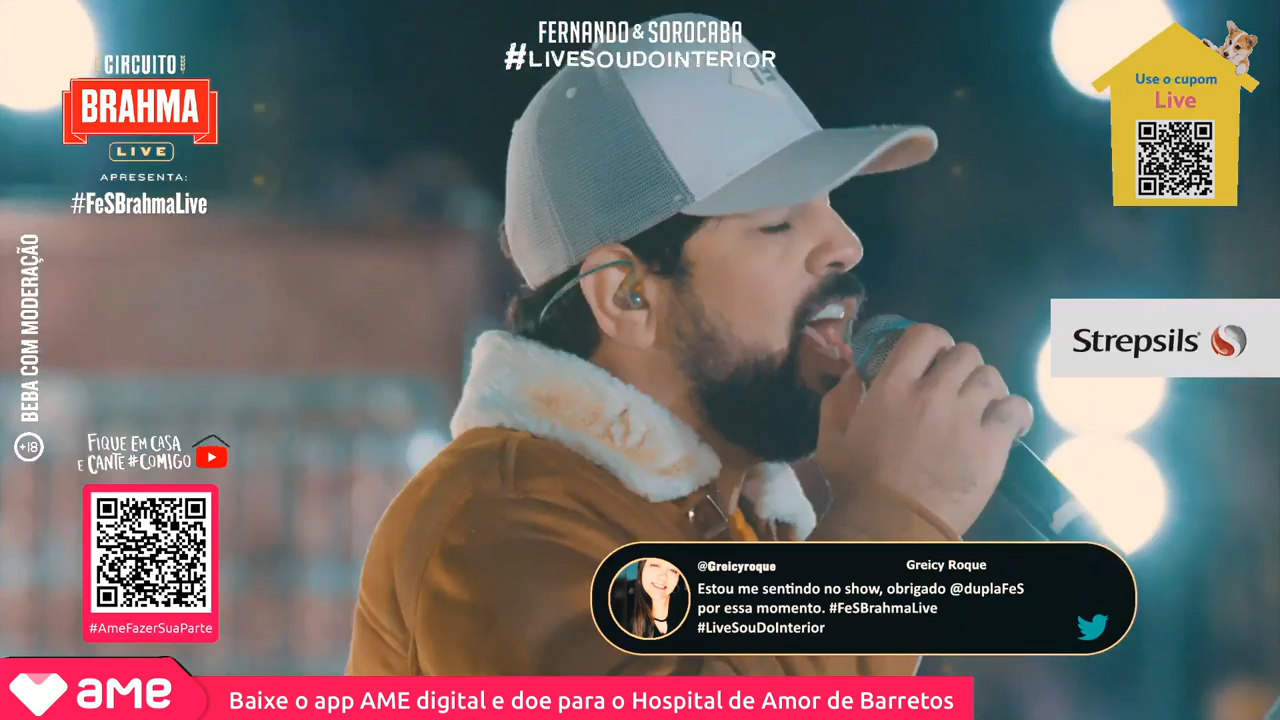 FERNANDO & SOROCABA
#LIVESOUDOINTERIOR
CIRCUITO
BRAHMA
LIVE
APRESENTA:
#FeSBrahmaLive
Use o cupom
Live
BEBA COM MODERAÇÃO
+18
Strepsils
FIQUE EM CASA
E CANTE #COMIGO
#AmeFazerSuaParte
@Greicyroque
Greicy Roque
Estou me sentindo no show, obrigado @duplaFeS
por essa momento. #FeSBrahmaLive
#LiveSouDoInterior
AME
Baixe o app AME digital e doe para o Hospital de Amor de Barretos